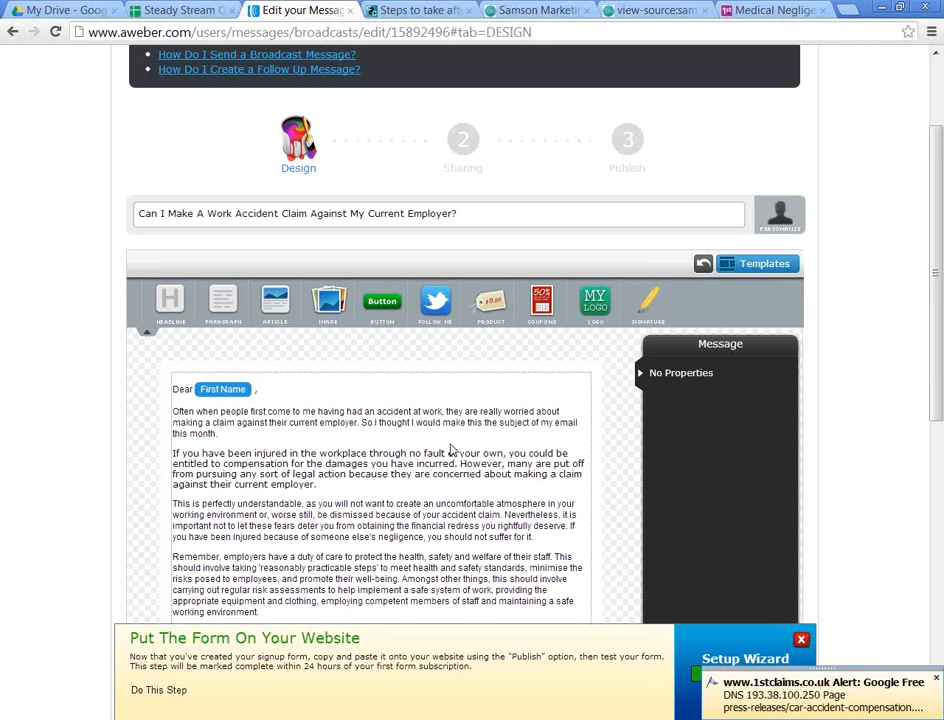 My Drive - Goog
Steady Stream C
Edit your Messag
Steps to take aft
Samson Marketi
view-source:sam
Medical Neglige
www.aweber.com/users/messages/broadcasts/edit/15892496#tab=DESIGN
How Do I Send a Broadcast Message?
How Do I Create a Follow Up Message?
2
3
Design
Sharing
Publish
Can I Make A Work Accident Claim Against My Current Employer?
PERSONALIZE
Templates
H
Button
50% OFF
MY LOGO
HEADLINE
PARAGRAPH
ARTICLE
IMAGE
BUTTON
FOLLOW ME
PRODUCT
COUPONS
LOGO
SIGNATURE
Message
No Properties
Dear First Name ,
Often when people first come to me having had an accident at work, they are really worried about
making a claim against their current employer. So I thought I would make this the subject of my email
this month.
If you have been injured in the workplace through no fault of your own, you could be
entitled to compensation for the damages you have incurred. However, many are put off
from pursuing any sort of legal action because they are concerned about making a claim
against their current employer.
This is perfectly understandable, as you will not want to create an uncomfortable atmosphere in your
working environment or, worse still, be dismissed because of your accident claim. Nevertheless, it is
important not to let these fears deter you from obtaining the financial redress you rightfully deserve. If
you have been injured because of someone else's negligence, you should not suffer for it.
Remember, employers have a duty of care to protect the health, safety and welfare of their staff. This
should involve taking 'reasonably practicable steps' to meet health and safety standards, minimise the
risks posed to employees, and promote their well-being. Amongst other things, this should involve
carrying out regular risk assessments to help implement a safe system of work, providing the
appropriate equipment and clothing, employing competent members of staff and maintaining a safe
working environment.
Put The Form On Your Website
Now that you've created your signup form, copy and paste it onto your website using the "Publish" option, then test your form.
This step will be marked complete within 24 hours of your first form subscription.
Do This Step
Setup Wizard
www.1stclaims.co.uk Alert: Google Free
DNS 193.38.100.250 Page
press-releases/car-accident-compensation....